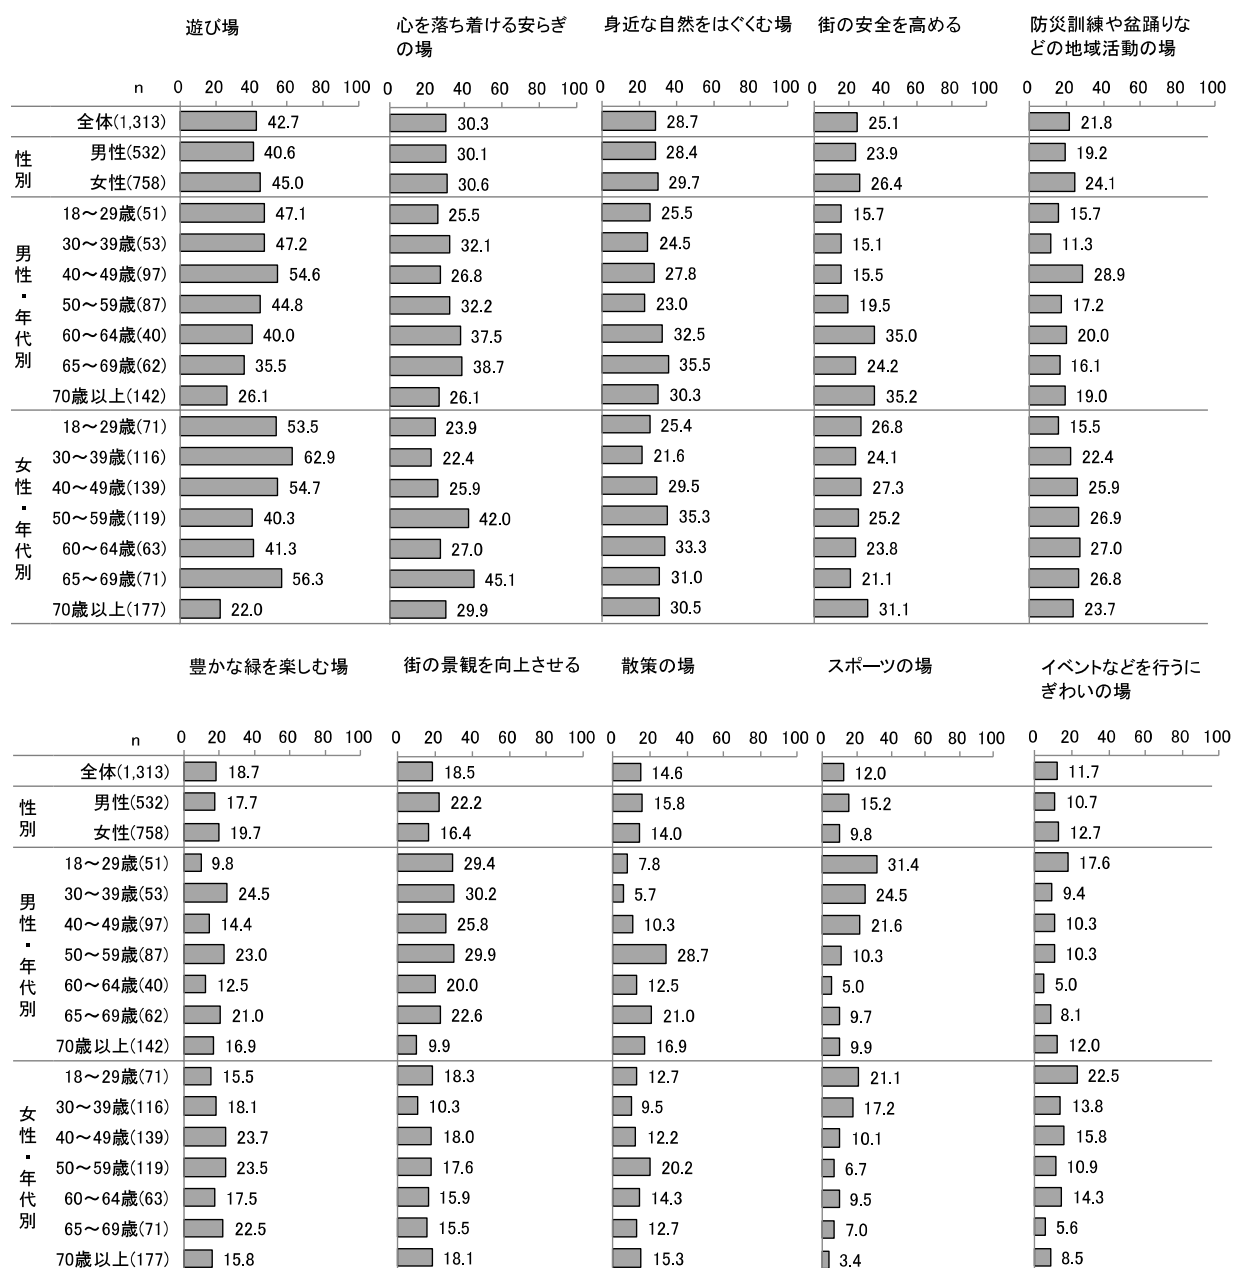 遊び場 心を落ち着ける安らぎ 身近な自然をはぐくむ場 街の安全を高める 防災訓練や盆踊りな
の場 どの地域活動の場
n 0 20 40 60 80 100 0 20 40 60 80 100 0 20 40 60 80 100 0 20 40 60 80 100 0 20 40 60 80 100
全体(1,313) 42.7 30.3 28.7 25.1 21.8
性別
男性(532) 40.6 30.1 28.4 23.9 19.2
女性(758) 45.0 30.6 29.7 26.4 24.1
男性・年代別
18～29歳(51) 47.1 25.5 25.5 15.7 15.7
30～39歳(53) 47.2 32.1 24.5 15.1 11.3
40～49歳(97) 54.6 26.8 27.8 15.5 28.9
50～59歳(87) 44.8 32.2 23.0 19.5 17.2
60～64歳(40) 40.0 37.5 32.5 35.0 20.0
65～69歳(62) 35.5 38.7 35.5 24.2 16.1
70歳以上(142) 26.1 26.1 30.3 35.2 19.0
女性・年代別
18～29歳(71) 53.5 23.9 25.4 26.8 15.5
30～39歳(116) 62.9 22.4 21.6 24.1 22.4
40～49歳(139) 54.7 25.9 29.5 27.3 25.9
50～59歳(119) 40.3 42.0 35.3 25.2 26.9
60～64歳(63) 41.3 27.0 33.3 23.8 27.0
65～69歳(71) 56.3 45.1 31.0 21.1 26.8
70歳以上(177) 22.0 29.9 30.5 31.1 23.7
豊かな緑を楽しむ場 街の景観を向上させる 散策の場 スポーツの場 イベントなどを行うに
ぎわいの場
n 0 20 40 60 80 100 0 20 40 60 80 100 0 20 40 60 80 100 0 20 40 60 80 100 0 20 40 60 80 100
全体(1,313) 18.7 18.5 14.6 12.0 11.7
性別
男性(532) 17.7 22.2 15.8 15.2 10.7
女性(758) 19.7 16.4 14.0 9.8 12.7
男性・年代別
18～29歳(51) 9.8 29.4 7.8 31.4 17.6
30～39歳(53) 24.5 30.2 5.7 24.5 9.4
40～49歳(97) 14.4 25.8 10.3 21.6 10.3
50～59歳(87) 23.0 29.9 28.7 10.3 10.3
60～64歳(40) 12.5 20.0 12.5 5.0 5.0
65～69歳(62) 21.0 22.6 21.0 9.7 8.1
70歳以上(142) 16.9 9.9 16.9 9.9 12.0
女性・年代別
18～29歳(71) 15.5 18.3 12.7 21.1 22.5
30～39歳(116) 18.1 10.3 9.5 17.2 13.8
40～49歳(139) 23.7 18.0 12.2 10.1 15.8
50～59歳(119) 23.5 17.6 20.2 6.7 10.9
60～64歳(63) 17.5 15.9 14.3 9.5 14.3
65～69歳(71) 22.5 15.5 12.7 7.0 5.6
70歳以上(177) 15.8 18.1 15.3 3.4 8.5